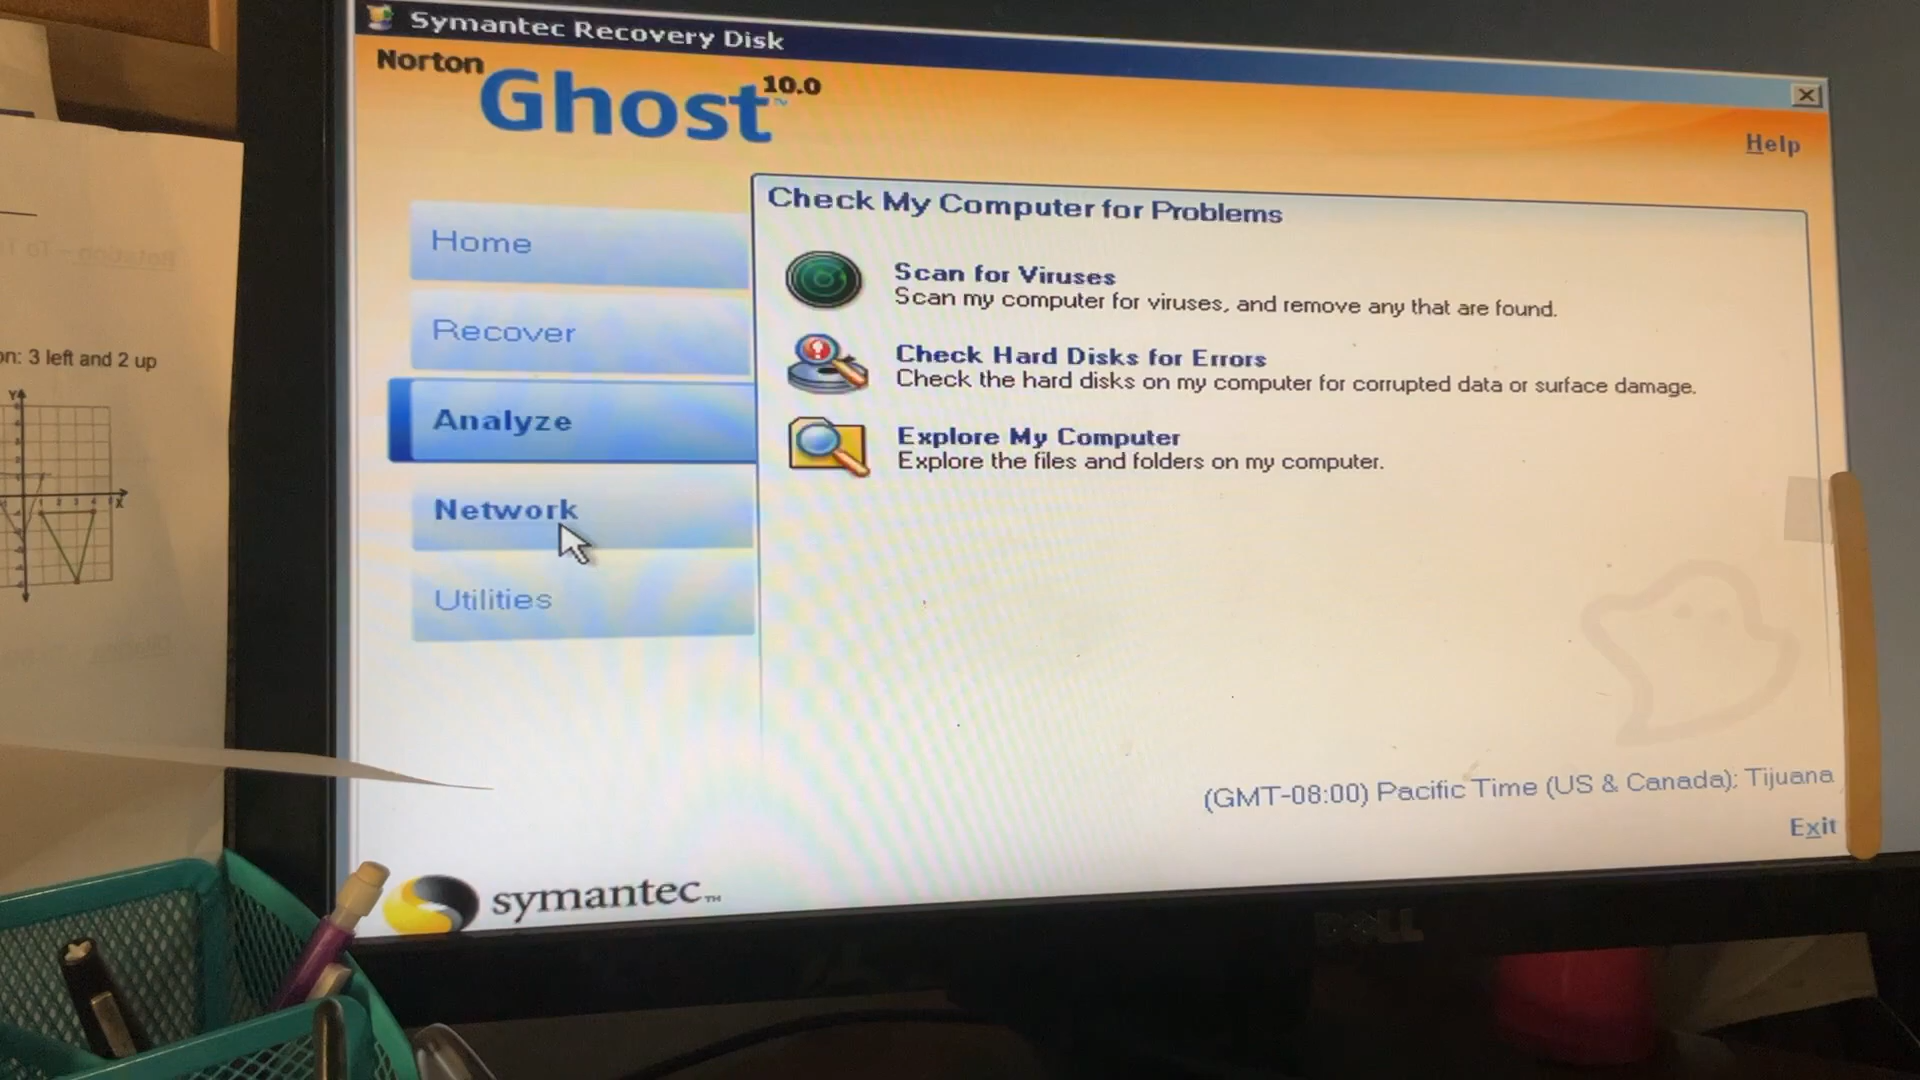 Symantec Recovery Disk
Norton
Ghost™
10.0
Help
Home
Recover
Analyze
Network
Utilities
Check My Computer for Problems
Scan for Viruses
Scan my computer for viruses, and remove any that are found.
Check Hard Disks for Errors
Check the hard disks on my computer for corrupted data or surface damage.
Explore My Computer
Explore the files and folders on my computer.
(GMT-08:00) Pacific Time (US & Canada); Tijuana
Exit
symantec™
DELL
3 left and 2 up
Y
X